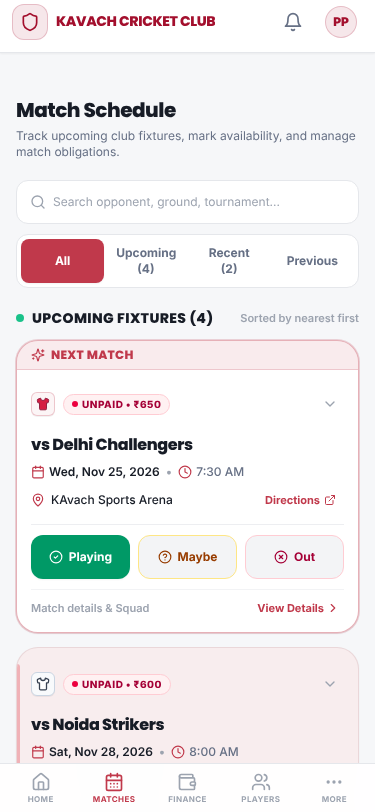 KAVACH CRICKET CLUB
PP
Match Schedule
Track upcoming club fixtures, mark availability, and manage
match obligations.
Search opponent, ground, tournament...
All
Upcoming
(4)
Recent
(2)
Previous
UPCOMING FIXTURES (4)
Sorted by nearest first
NEXT MATCH
UNPAID • ₹650
vs Delhi Challengers
Wed, Nov 25, 2026 • 7:30 AM
KAvach Sports Arena
Directions
Playing
Maybe
Out
Match details & Squad
View Details
UNPAID • ₹600
vs Noida Strikers
Sat, Nov 28, 2026 • 8:00 AM
HOME
MATCHES
FINANCE
PLAYERS
MORE